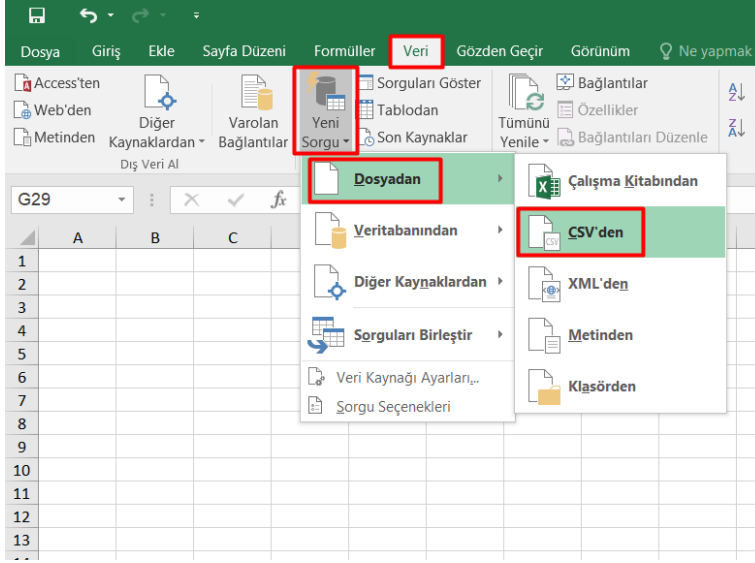 Dosya Giriş Ekle Sayfa Düzeni Formüller Veri Gözden Geçir Görünüm Ne yapmak
Access'ten
Web'den
Metinden
Diğer
Kaynaklardan
Varolan
Bağlantılar
Yeni
Sorgu
Sorguları Göster
Tablodan
Son Kaynaklar
Tümünü
Yenile
Bağlantılar
Özellikler
Bağlantıları Düzenle
A
Z
Z
A
Dış Veri Al
G29
fx
Dosyadan
Veritabanından
Diğer Kaynaklardan
Sorguları Birleştir
Veri Kaynağı Ayarları...
Sorgu Seçenekleri
Çalışma Kitabından
CSV'den
CSV
XML'den
Metinden
Klasörden
A B C
1
2
3
4
5
6
7
8
9
10
11
12
13